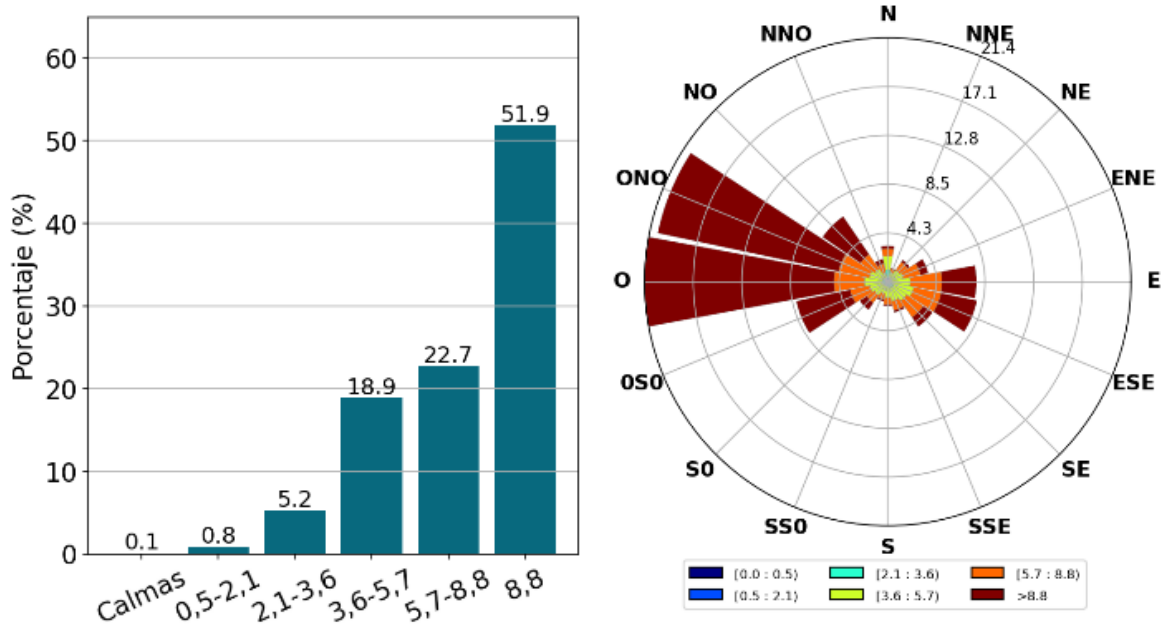 Porcentaje (%)
60
50
40
30
20
10
0
0.1
0.8
5.2
18.9
22.7
51.9
Calmas
0,5-2,1
2,1-3,6
3,6-5,7
5,7-8,8
8,8
N
NNE
NE
ENE
E
ESE
SE
SSE
S
SS0
S0
0S0
O
ONO
NO
NNO
21.4
17.1
12.8
8.5
4.3
[0.0 : 0.5)
[0.5 : 2.1)
[2.1 : 3.6)
[3.6 : 5.7)
[5.7 : 8.8)
>8.8